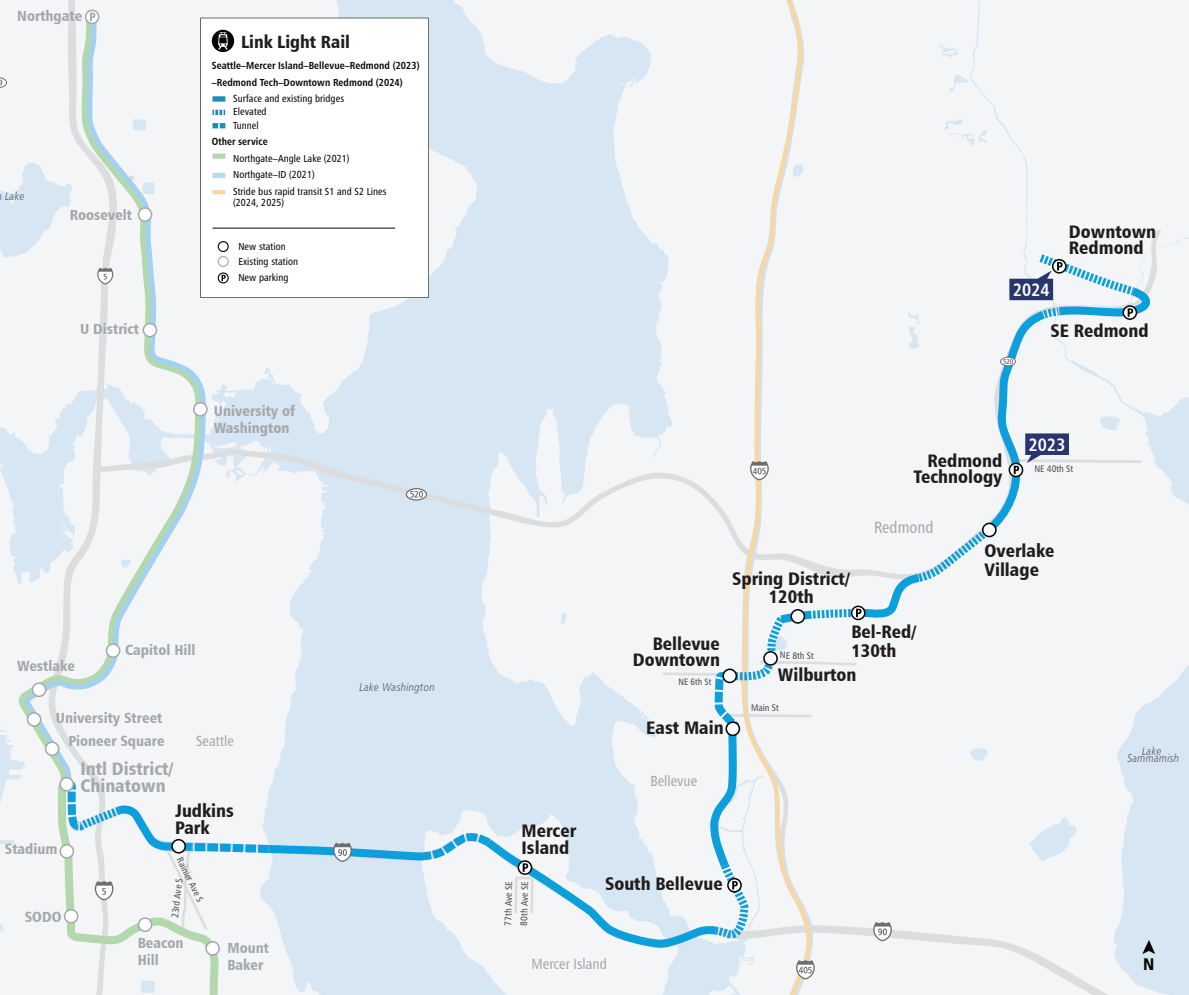 Northgate
P
Link Light Rail
Seattle–Mercer Island–Bellevue–Redmond (2023)
–Redmond Tech–Downtown Redmond (2024)
Surface and existing bridges
Elevated
Tunnel
Other service
Northgate–Angle Lake (2021)
Northgate–ID (2021)
Stride bus rapid transit S1 and S2 Lines
(2024, 2025)
New station
Existing station
P New parking
Lake
Roosevelt
5
U District
University of
Washington
520
405
Downtown
Redmond
P
2024
P
SE Redmond
520
2023
Redmond
Technology
P
NE 40th St
Redmond
Overlake
Village
Spring District/
120th
P
Bel-Red/
130th
Bellevue
Downtown
NE 8th St
Wilburton
NE 6th St
Main St
East Main
Capitol Hill
Westlake
Lake Washington
University Street
Pioneer Square
Seattle
Intl District/
Chinatown
Bellevue
Lake
Sammamish
Judkins
Park
Mercer
Island
P
Stadium
90
South Bellevue
P
Rainier Ave S
23rd Ave S
77th Ave SE
80th Ave SE
5
SODO
90
Beacon
Hill
Mount
Baker
Mercer Island
405
N